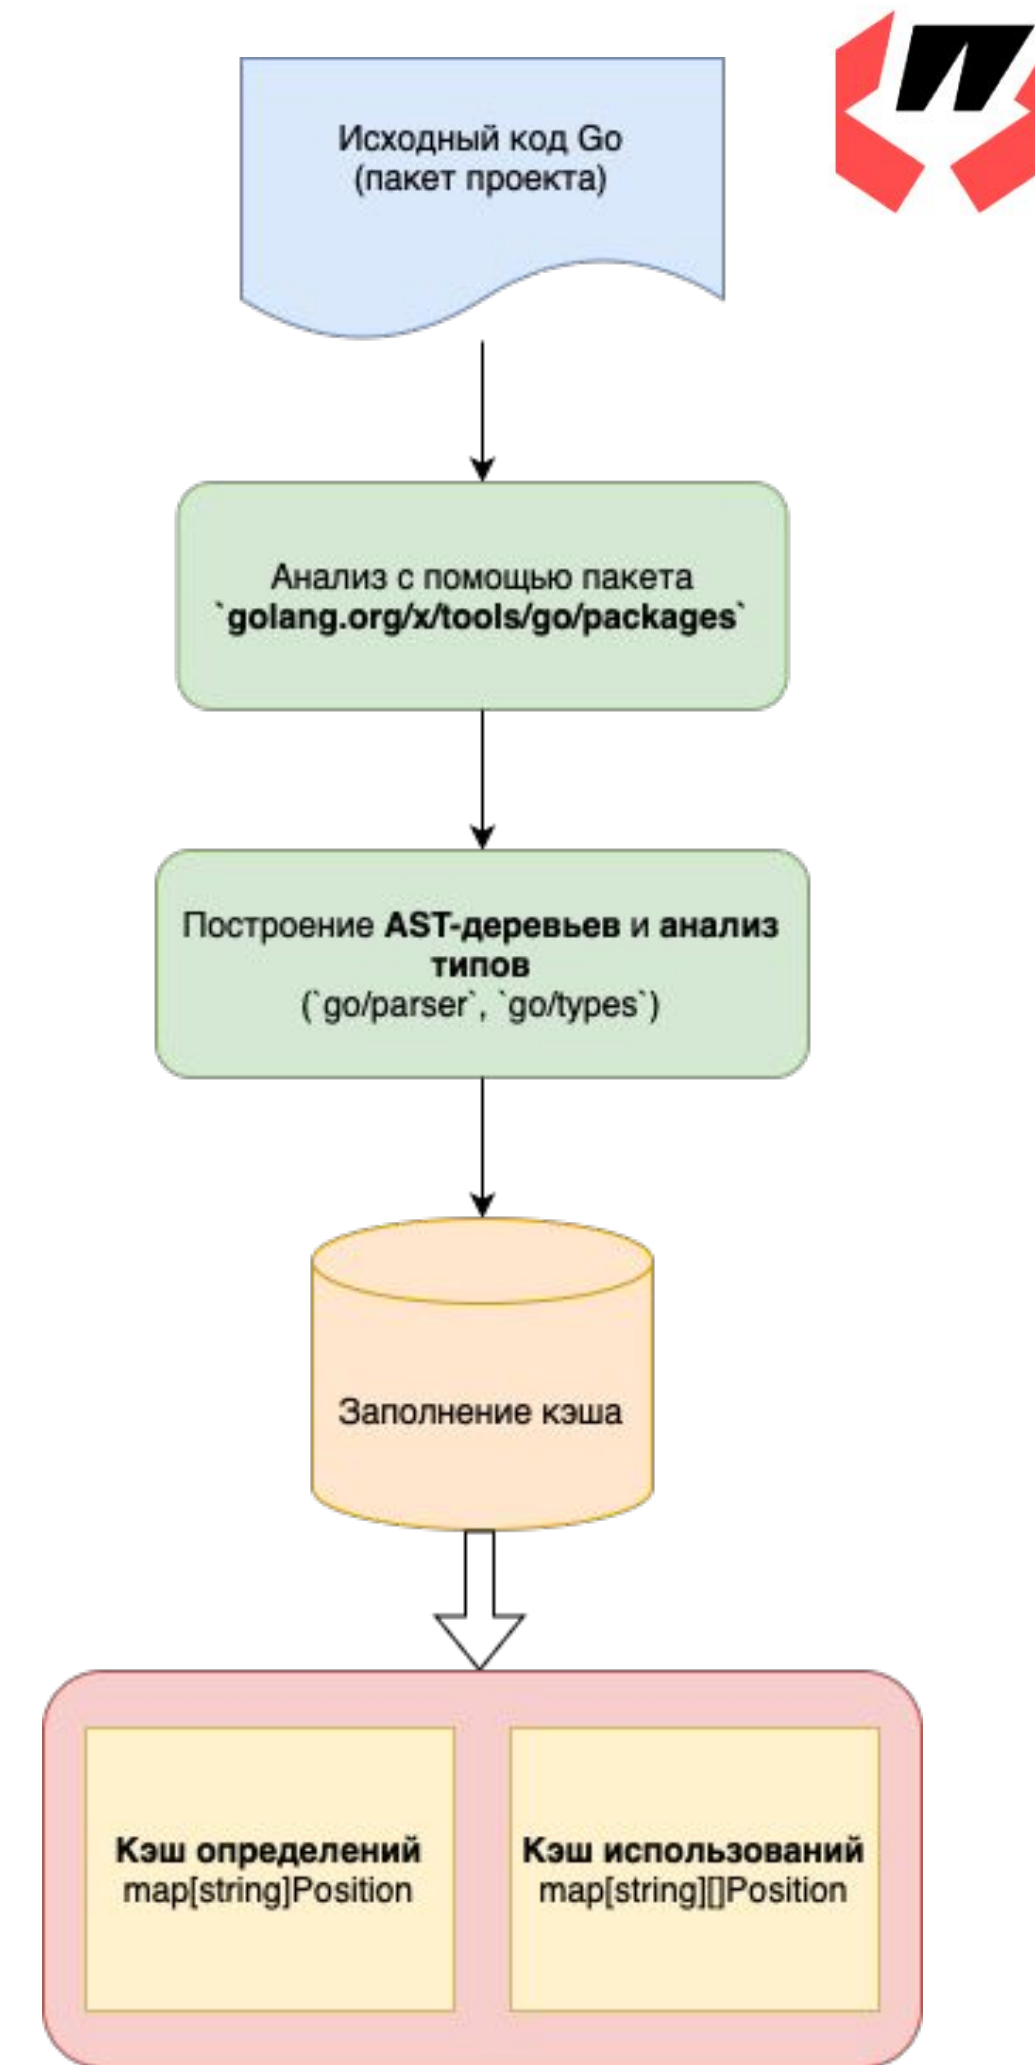 Исходный код Go
(пакет проекта)
Анализ с помощью пакета
`golang.org/x/tools/go/packages`
Построение AST-деревьев и анализ
типов
(`go/parser`, `go/types`)
Заполнение кэша
Кэш определений
map[string]Position
Кэш использований
map[string][]Position